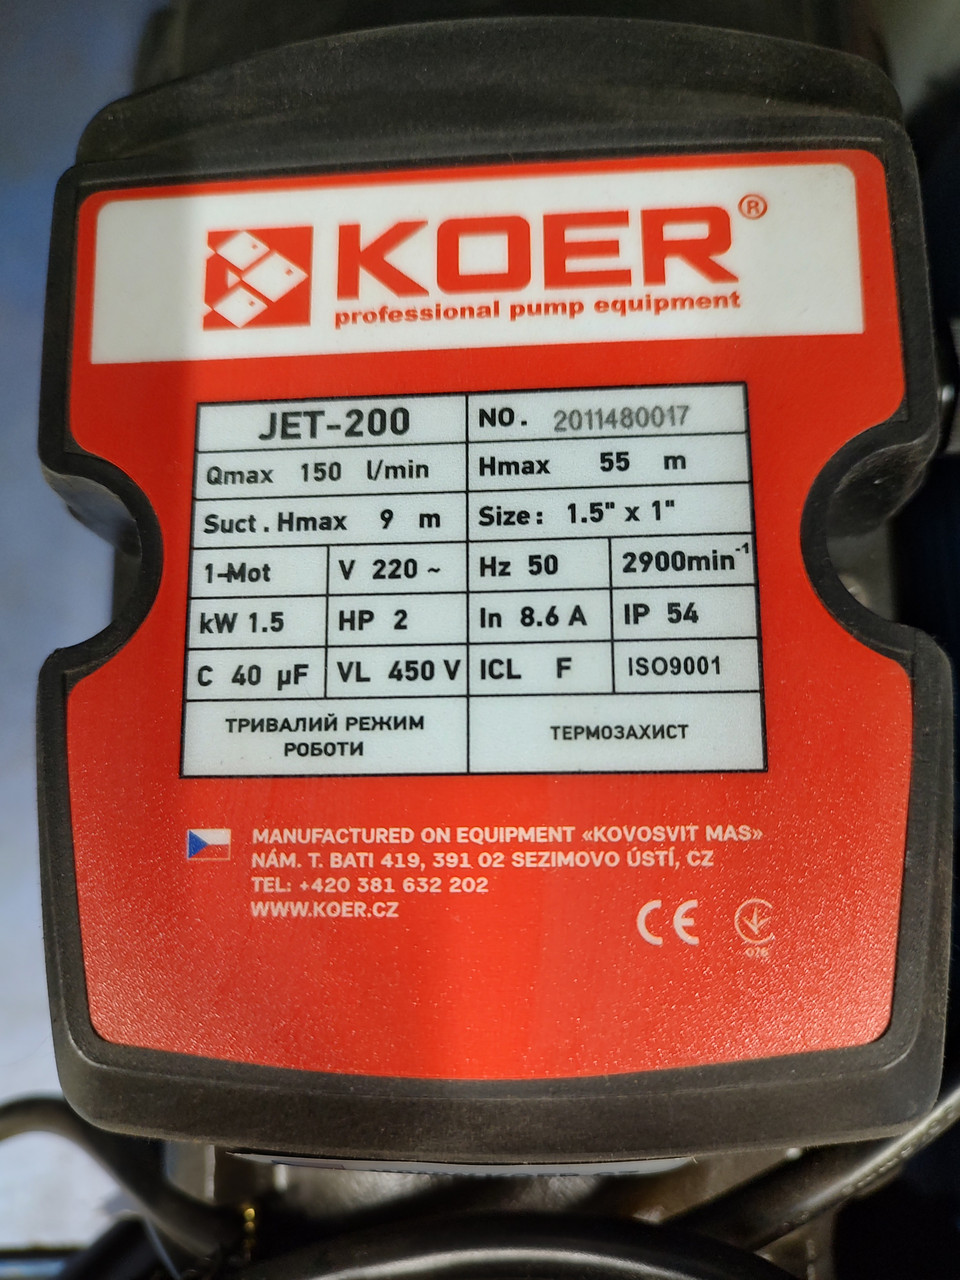 KOER®
professional pump equipment
JET-200 NO. 2011480017
Qmax 150 l/min Hmax 55 m
Suct. Hmax 9 m Size: 1.5" x 1"
1-Mot V 220 ~ Hz 50 2900min⁻¹
kW 1.5 HP 2 In 8.6 A IP 54
C 40 µF VL 450 V ICL F ISO9001
ТРИВАЛИЙ РЕЖИМ
РОБОТИ
ТЕРМОЗАХИСТ
MANUFACTURED ON EQUIPMENT «KOVOSVIT MAS»
NÁM. T. BATI 419, 391 02 SEZIMOVO ÚSTÍ, CZ
TEL: +420 381 632 202
WWW.KOER.CZ
CE